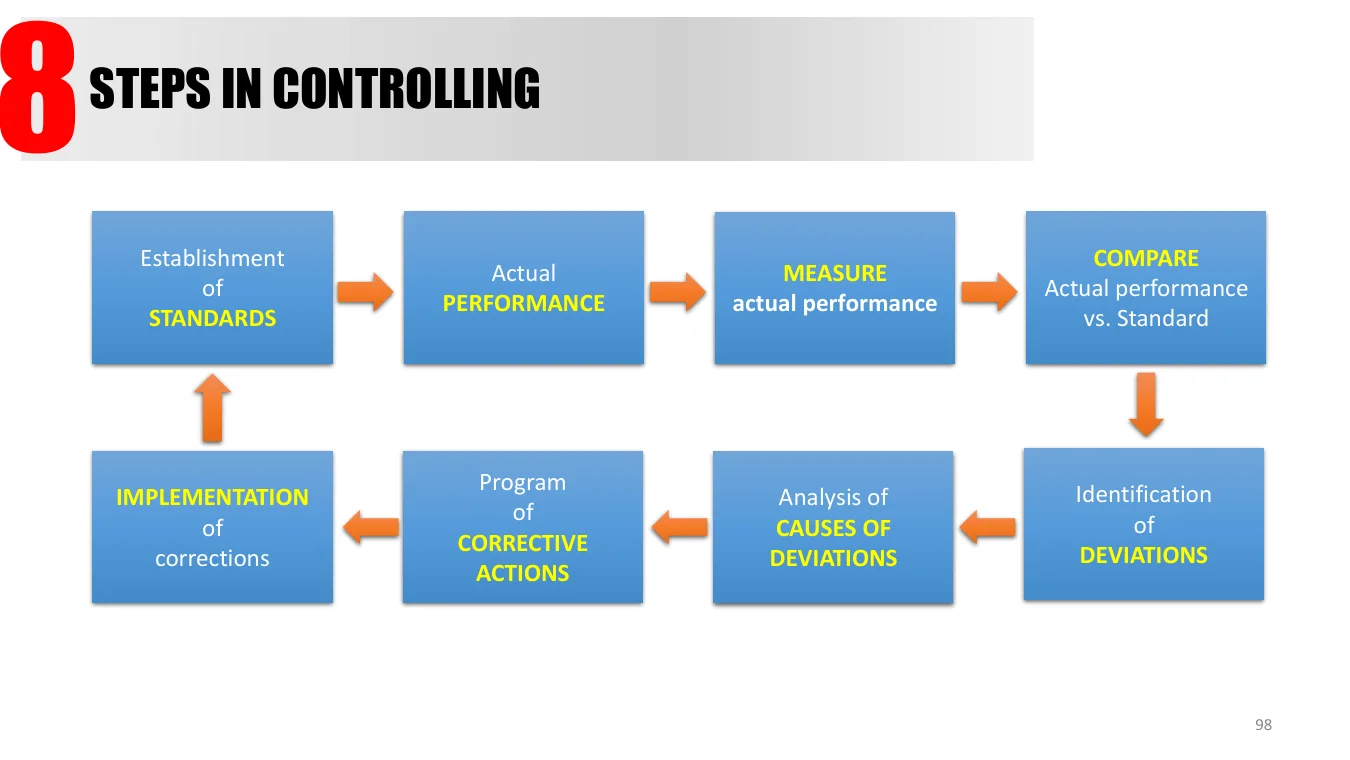 8 STEPS IN CONTROLLING
Establishment
of
STANDARDS
Actual
PERFORMANCE
MEASURE
actual performance
COMPARE
Actual performance
vs. Standard
Identification
of
DEVIATIONS
Analysis of
CAUSES OF
DEVIATIONS
Program
of
CORRECTIVE
ACTIONS
IMPLEMENTATION
of
corrections
98